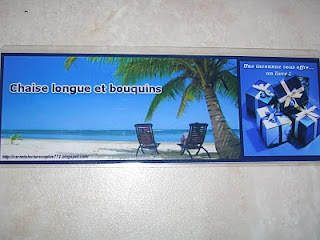 Chaise longue et bouquins
Une inconnue vous offre...
un livre !